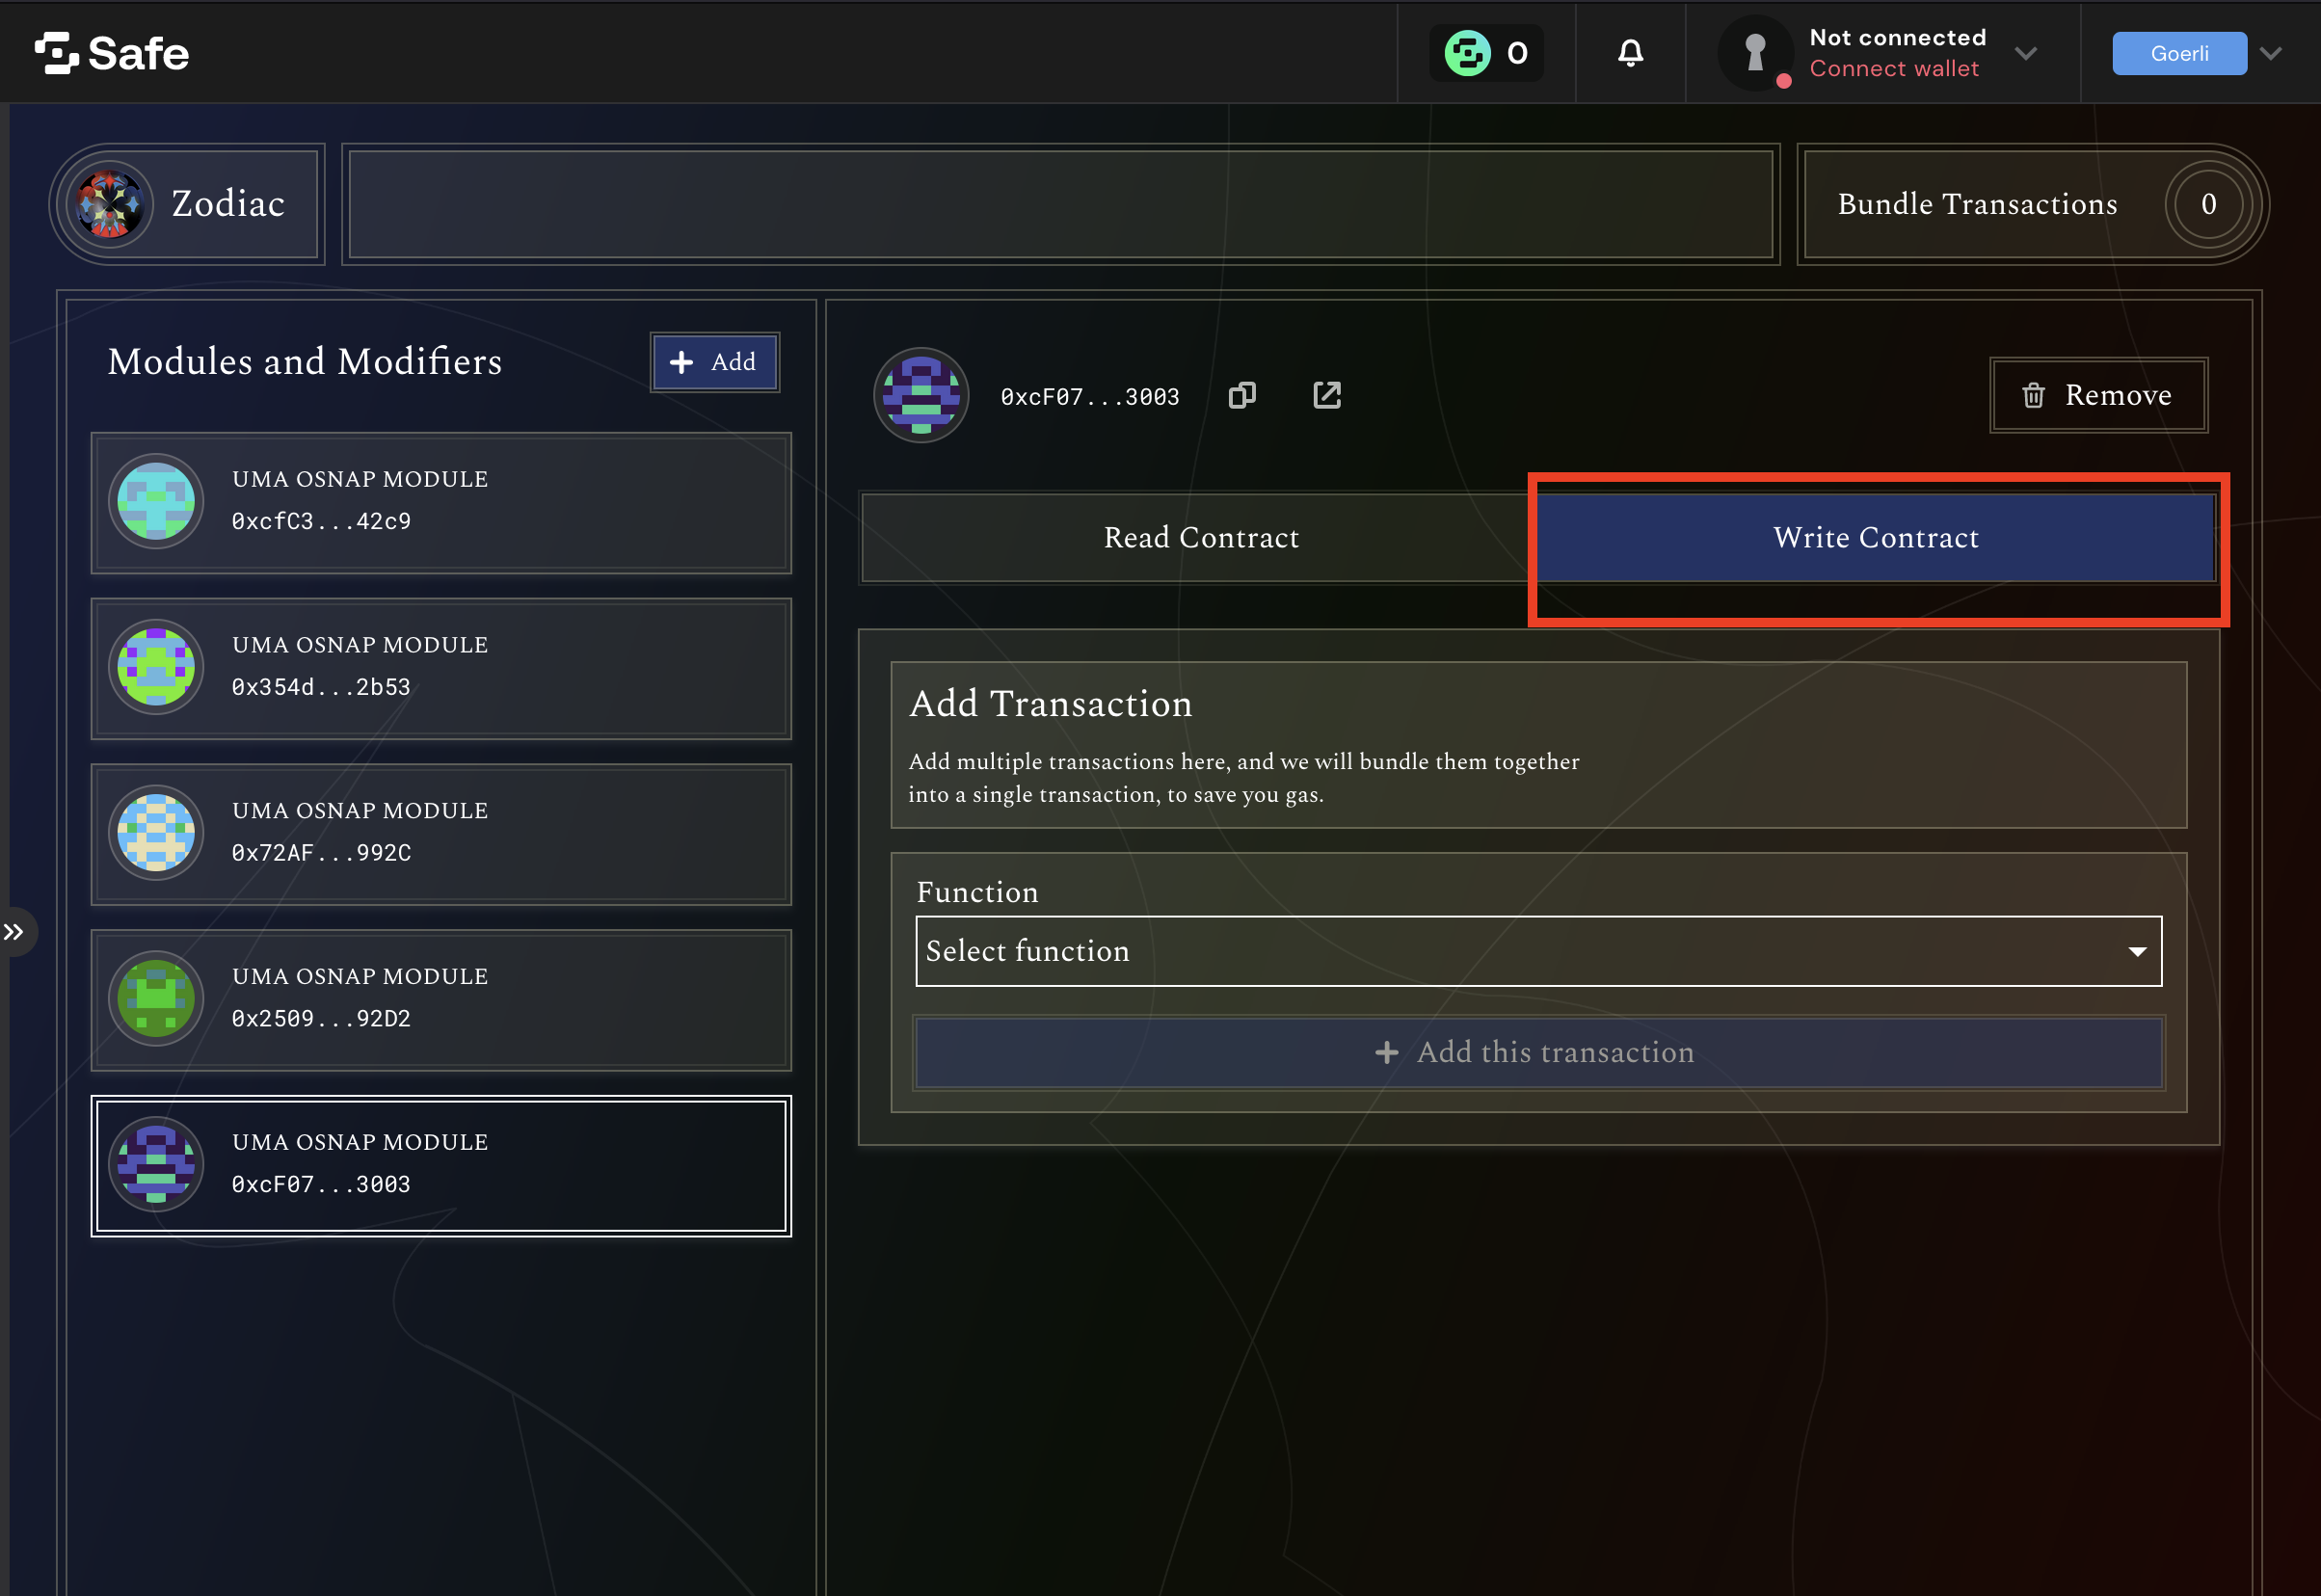 Safe
0
Not connected
Connect wallet
Goerli
Zodiac
Bundle Transactions
0
Modules and Modifiers
Add
UMA OSNAP MODULE
0xcfC3...42c9
UMA OSNAP MODULE
0x354d...2b53
UMA OSNAP MODULE
0x72AF...992C
UMA OSNAP MODULE
0x2509...92D2
UMA OSNAP MODULE
0xcF07...3003
0xcF07...3003
Remove
Read Contract
Write Contract
Add Transaction
Add multiple transactions here, and we will bundle them together
into a single transaction, to save you gas.
Function
Select function
Add this transaction